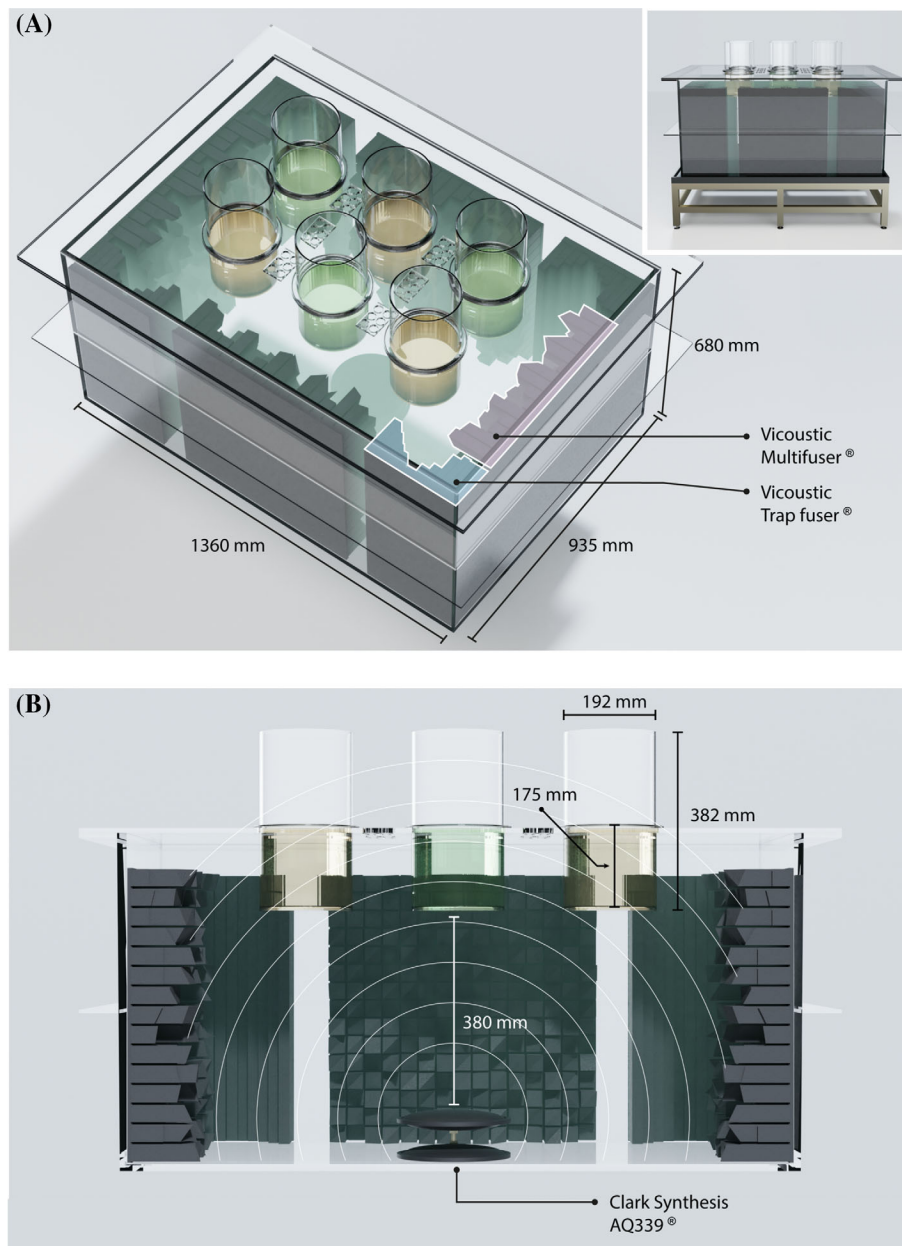 (A)
680 mm
Vicoustic
Multifuser ®
Vicoustic
Trap fuser ®
1360 mm
935 mm
(B)
192 mm
175 mm
382 mm
380 mm
Clark Synthesis
AQ339 ®